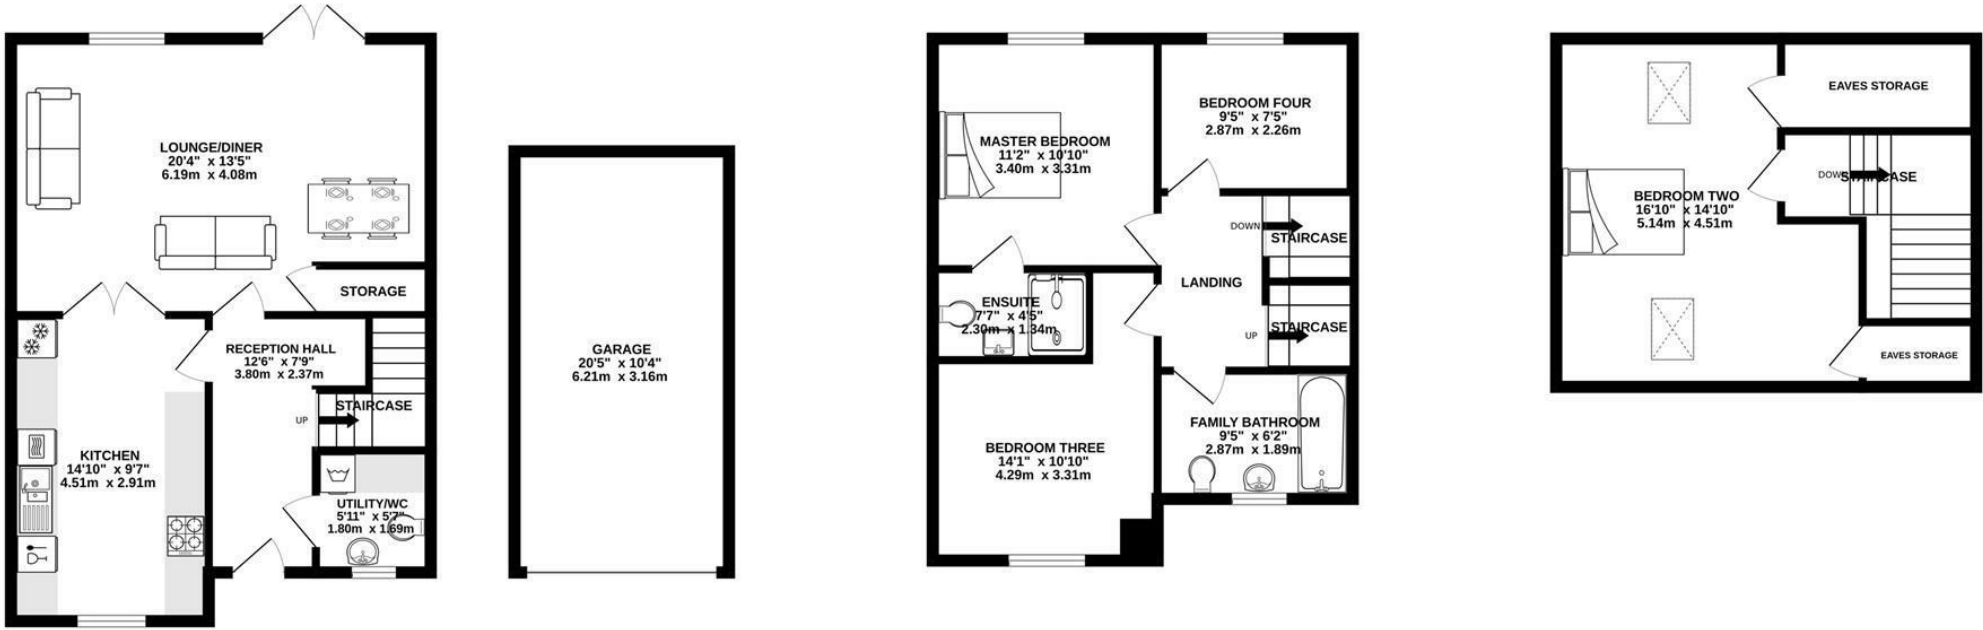 LOUNGE/DINER
20'4" x 13'5"
6.19m x 4.08m
STORAGE
RECEPTION HALL
12'6" x 7'9"
3.80m x 2.37m
STAIRCASE
UP
KITCHEN
14'10" x 9'7"
4.51m x 2.91m
UTILITY/WC
5'11" x 5'7"
1.80m x 1.69m
GARAGE
20'5" x 10'4"
6.21m x 3.16m
MASTER BEDROOM
11'2" x 10'10"
3.40m x 3.31m
BEDROOM FOUR
9'5" x 7'5"
2.87m x 2.26m
DOWN
STAIRCASE
LANDING
ENSUITE
7'7" x 4'5"
2.30m x 1.34m
UP
STAIRCASE
FAMILY BATHROOM
9'5" x 6'2"
2.87m x 1.89m
BEDROOM THREE
14'1" x 10'10"
4.29m x 3.31m
EAVES STORAGE
DOWN
STAIRCASE
BEDROOM TWO
16'10" x 14'10"
5.14m x 4.51m
EAVES STORAGE